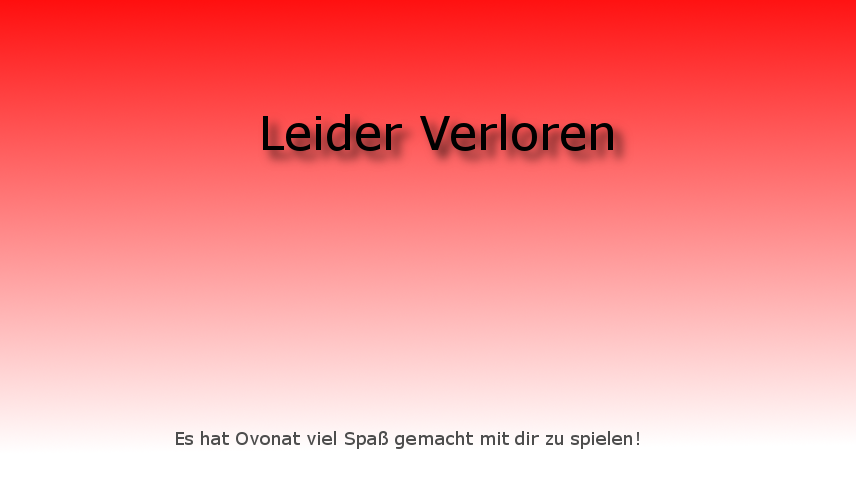 Leider Verloren
Es hat Ovonat viel Spaß gemacht mit dir zu spielen!